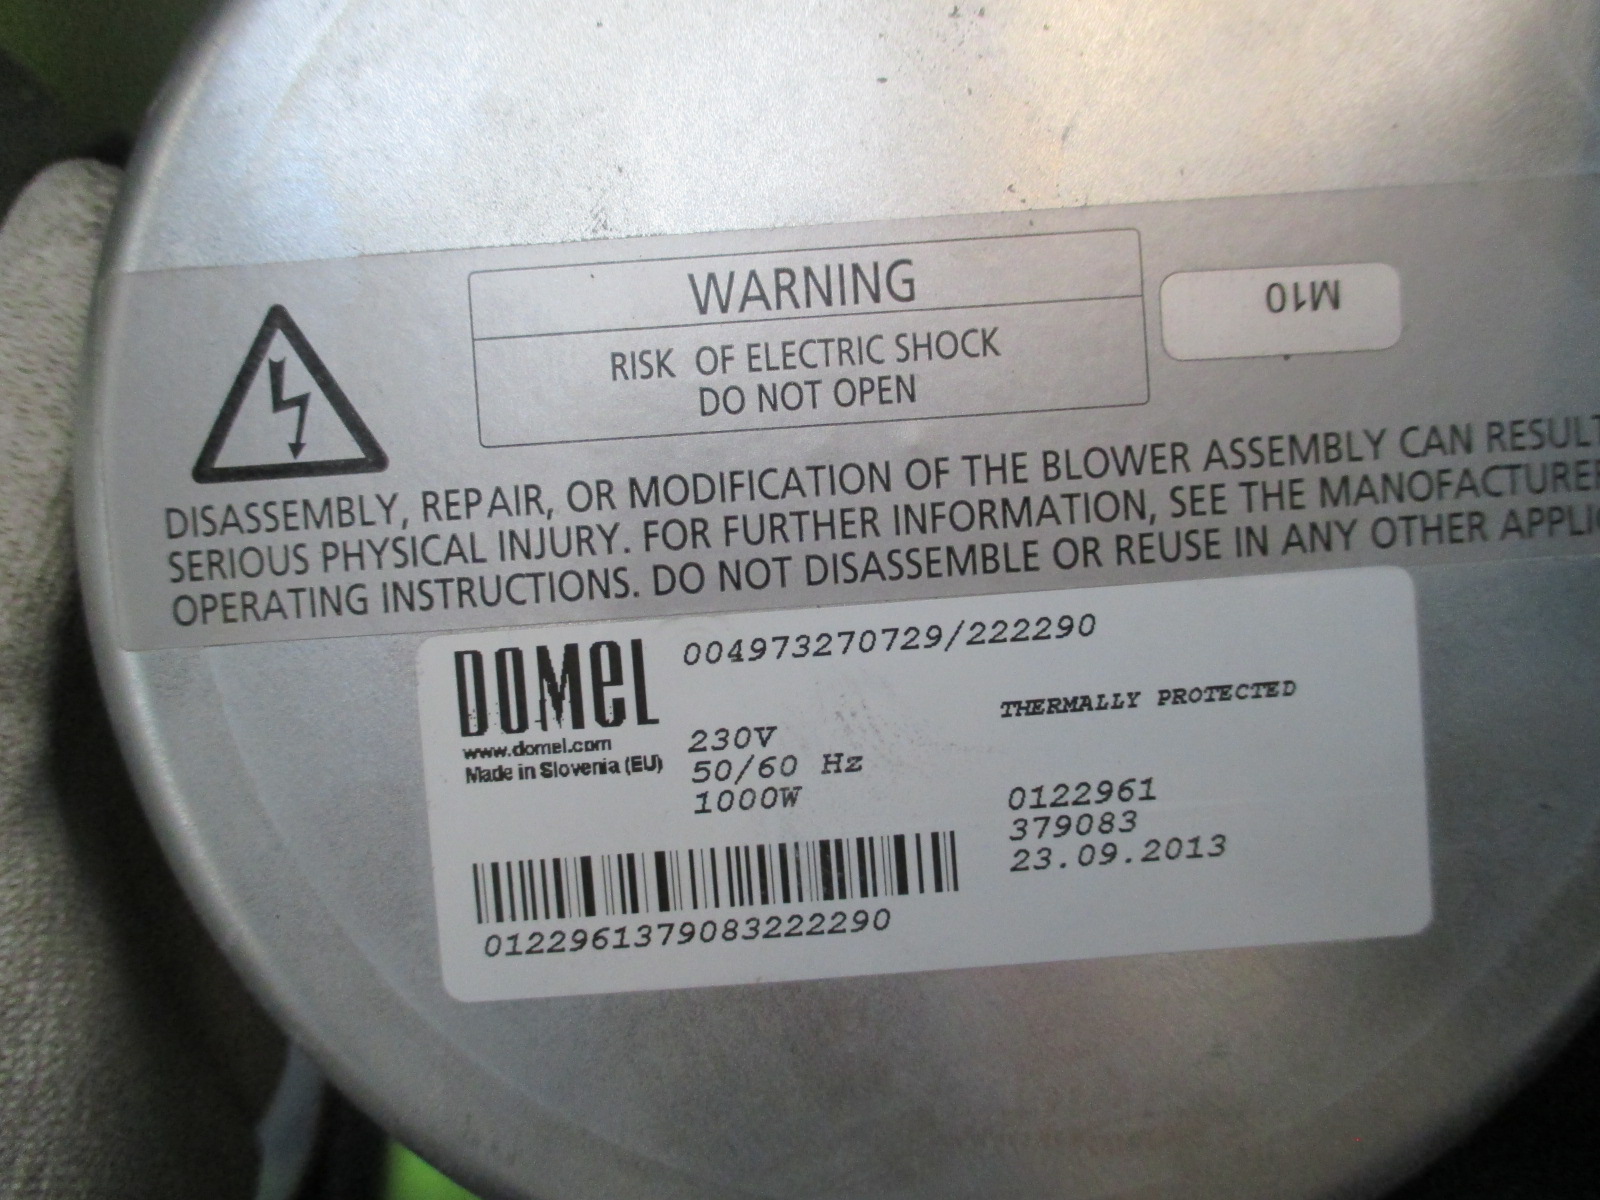 WARNING
RISK OF ELECTRIC SHOCK
DO NOT OPEN
M10
DISASSEMBLY, REPAIR, OR MODIFICATION OF THE BLOWER ASSEMBLY CAN RESULT
SERIOUS PHYSICAL INJURY. FOR FURTHER INFORMATION, SEE THE MANOFACTURER
OPERATING INSTRUCTIONS. DO NOT DISASSEMBLE OR REUSE IN ANY OTHER APPLI
DOMEL
004973270729/222290
THERMALLY PROTECTED
www.domel.com
Made in Slovenia (EU)
230V
50/60 Hz
1000W
0122961
379083
23.09.2013
0122961379083222290